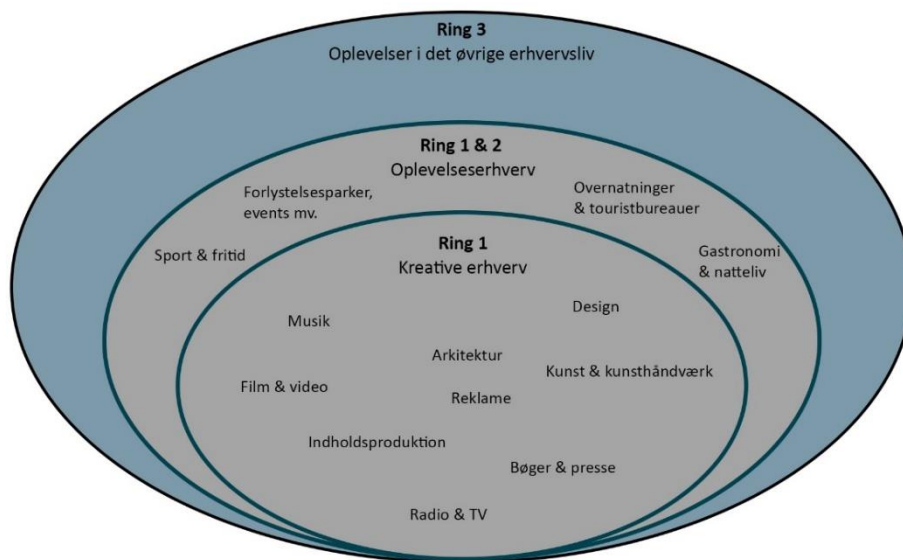 Ring 3
Oplevelser i det øvrige erhvervsliv
Ring 1 & 2
Oplevelseserhverv
Forlystelsesparker,
events mv.
Overnatninger
& touristbureauer
Sport & fritid
Gastronomi
& natteliv
Ring 1
Kreative erhverv
Musik
Design
Arkitektur
Film & video
Kunst & kunsthåndværk
Reklame
Indholdsproduktion
Bøger & presse
Radio & TV